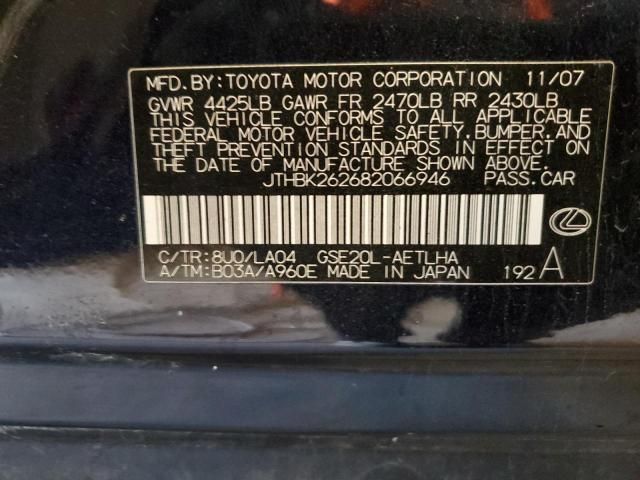 MFD.BY:TOYOTA MOTOR CORPORATION 11/07
GVWR 4425LB GAWR FR 2470LB RR 2430LB
THIS VEHICLE CONFORMS TO ALL APPLICABLE
FEDERAL MOTOR VEHICLE SAFETY,BUMPER,AND
THEFT PREVENTION STANDARDS IN EFFECT ON
THE DATE OF MANUFACTURE SHOWN ABOVE.
JTHBK262682066946 PASS.CAR
C/TR:8U0/LA04 GSE20L-AETLHA
A/TM:B03A/A960E MADE IN JAPAN 192A